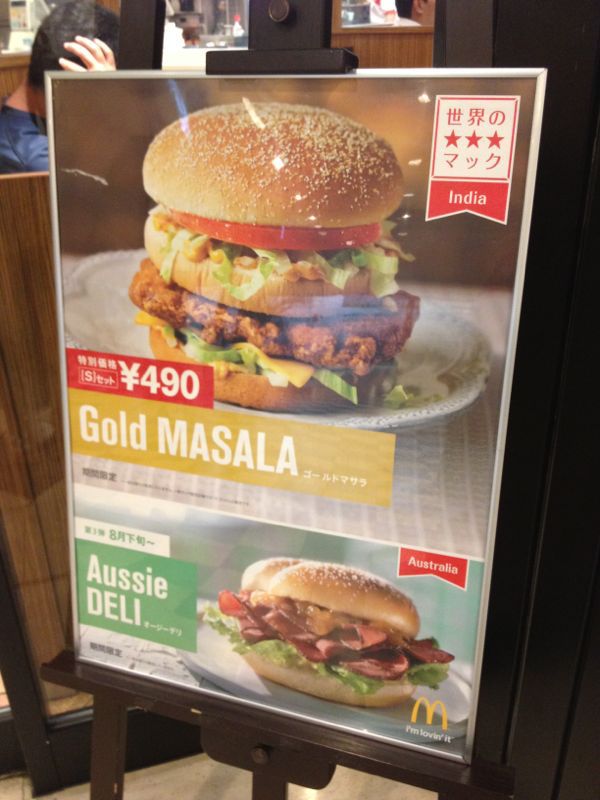 世界の
★★★
マック
India
特別価格
[S]セット ¥490
Gold MASALA ゴールドマサラ
期間限定
第3弾 8月下旬~
Australia
Aussie
DELI オージーデリ
期間限定
i'm lovin' it